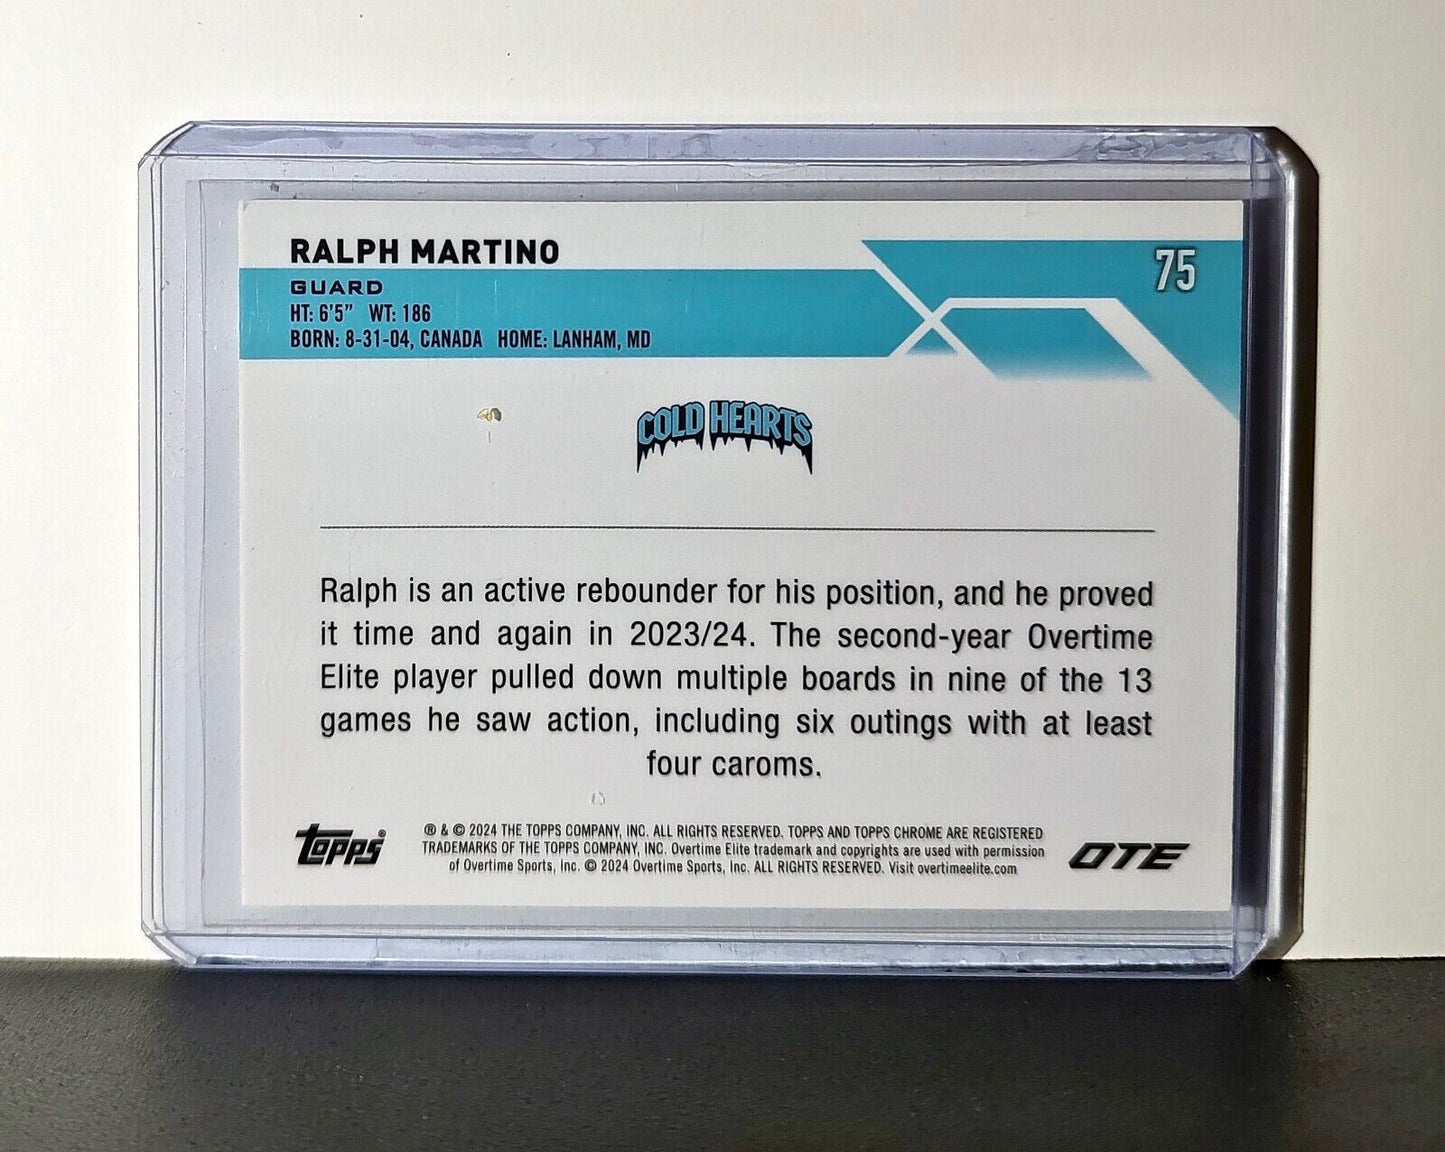 RALPH MARTINO
75
GUARD
HT: 6'5" WT: 186
BORN: 8-31-04, CANADA HOME: LANHAM, MD
COLD HEARTS
Ralph is an active rebounder for his position, and he proved
it time and again in 2023/24. The second-year Overtime
Elite player pulled down multiple boards in nine of the 13
games he saw action, including six outings with at least
four caroms.
Topps®
® & © 2024 THE TOPPS COMPANY, INC. ALL RIGHTS RESERVED. TOPPS AND TOPPS CHROME ARE REGISTERED
TRADEMARKS OF THE TOPPS COMPANY, INC. Overtime Elite trademark and copyrights are used with permission
of Overtime Sports, Inc. © 2024 Overtime Sports, Inc. ALL RIGHTS RESERVED. Visit overtimeelite.com
OTE